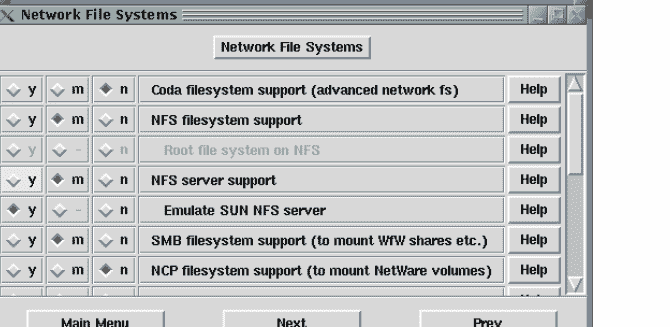 Network File Systems
Network File Systems
y m n Coda filesystem support (advanced network fs) Help
y m n NFS filesystem support Help
y - n Root file system on NFS Help
y m n NFS server support Help
y - n Emulate SUN NFS server Help
y m n SMB filesystem support (to mount WfW shares etc.) Help
y m n NCP filesystem support (to mount NetWare volumes) Help
Main Menu Next Prev